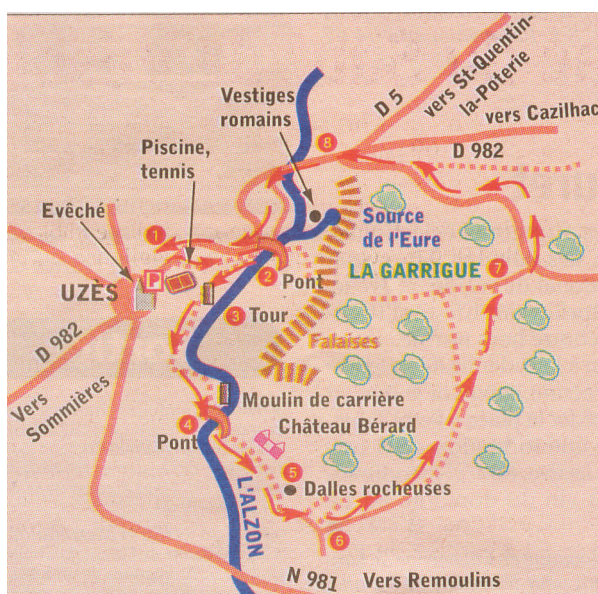 Vestiges
romains
D 5
vers St-Quentin-
la-Poterie
vers Cazilhac
D 982
8
Piscine,
tennis
Evêché
1
Source
de l'Eure
P
2
Pont
LA GARRIGUE
7
UZÈS
3
Tour
Falaises
D 982
Vers
Sommières
Moulin de carrière
4
Château Bérard
Pont
5
Dalles rocheuses
L'ALZON
6
N 981
Vers Remoulins